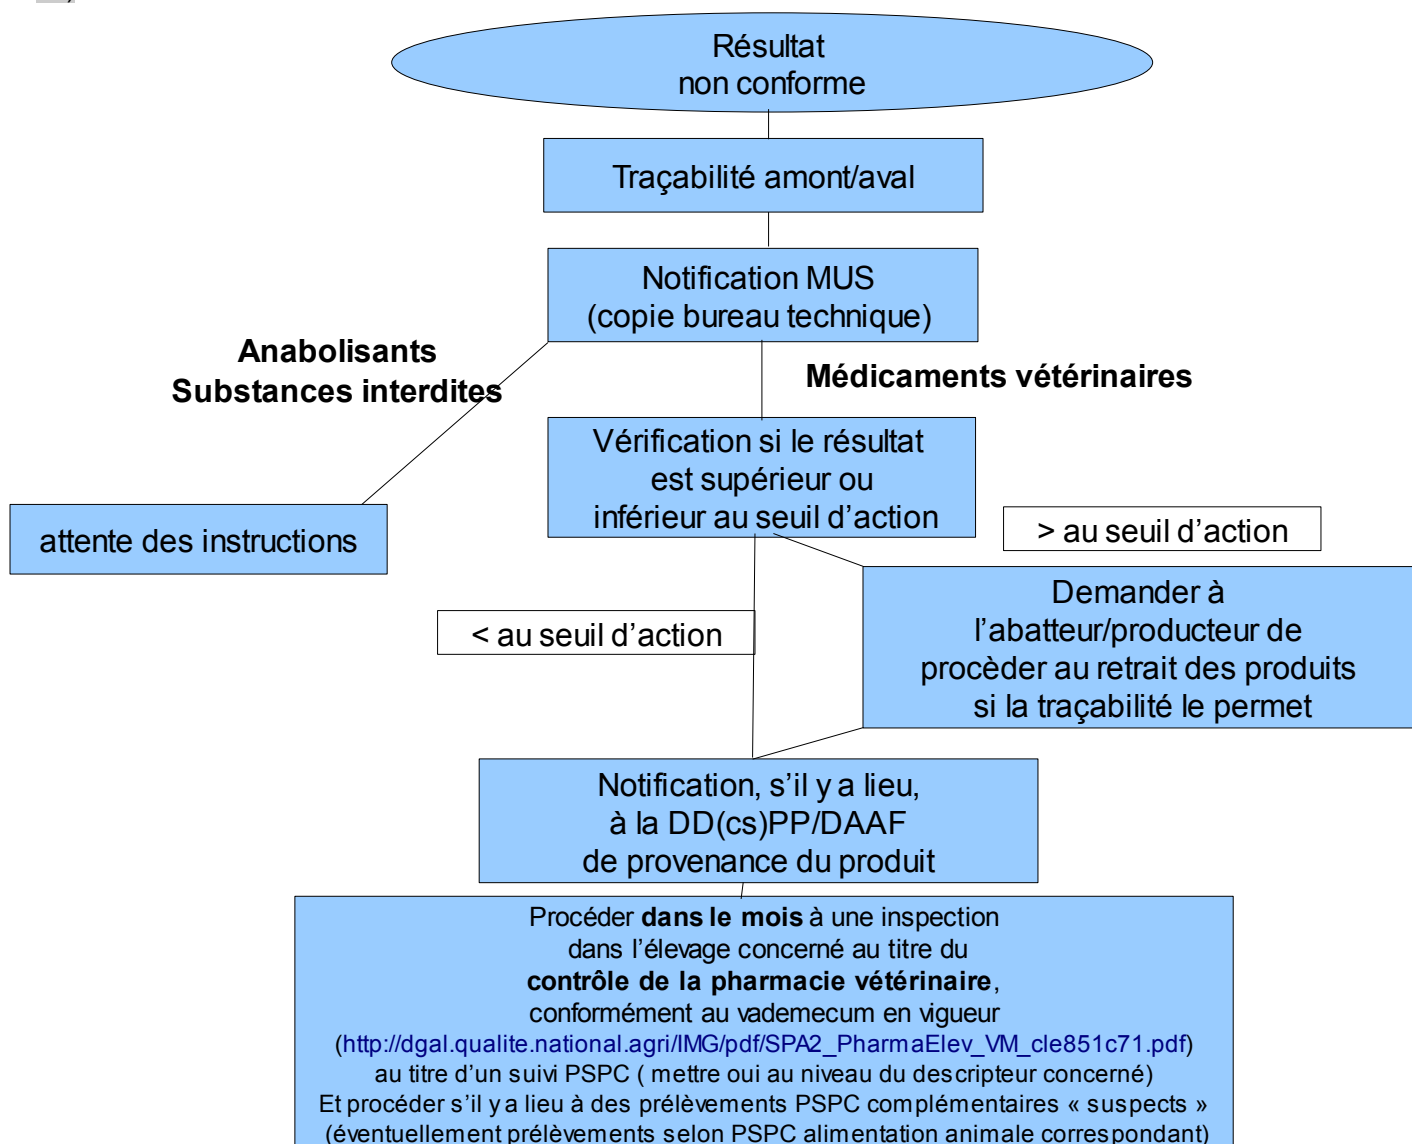 Résultat
non conforme
Traçabilité amont/aval
Notification MUS
(copie bureau technique)
Anabolisants
Substances interdites
Médicaments vétérinaires
Vérification si le résultat
est supérieur ou
inférieur au seuil d’action
attente des instructions
> au seuil d’action
Demander à
l’abatteur/producteur de
procèder au retrait des produits
si la traçabilité le permet
< au seuil d’action
Notification, s’il y a lieu,
à la DD(cs)PP/DAAF
de provenance du produit
Procéder dans le mois à une inspection
dans l’élevage concerné au titre du
contrôle de la pharmacie vétérinaire,
conformément au vademecum en vigueur
(http://dgal.qualite.national.agri/IMG/pdf/SPA2_PharmaElev_VM_cle851c71.pdf)
au titre d’un suivi PSPC ( mettre oui au niveau du descripteur concerné)
Et procéder s’il y a lieu à des prélèvements PSPC complémentaires « suspects »
(éventuellement prélèvements selon PSPC alimentation animale correspondant)